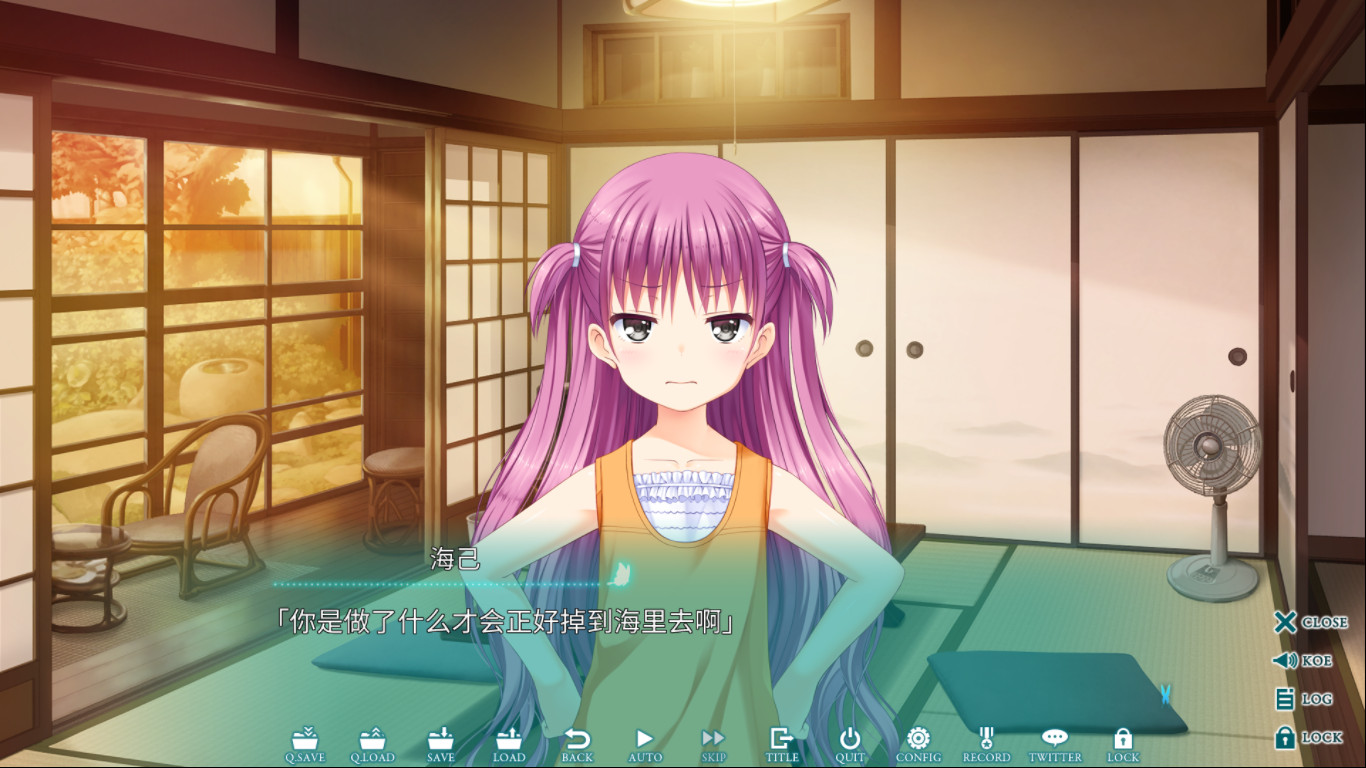 海己
「你是做了什么才会正好掉到海里去啊」
CLOSE
KOE
LOG
LOCK
Q.SAVE Q.LOAD SAVE LOAD BACK AUTO SKIP TITLE QUIT CONFIG RECORD TWITTER LOCK